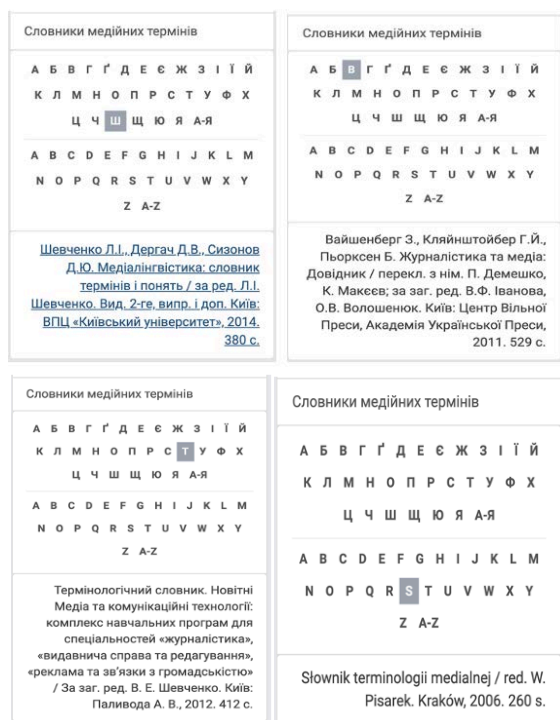 Словники медійних термінів
А Б В Г Ґ Д Е Є Ж З І Ї Й
К Л М Н О П Р С Т У Ф Х
Ц Ч Ш Щ Ю Я А-Я
A B C D E F G H I J K L M
N O P Q R S T U V W X Y
Z A-Z
Шевченко Л.І., Дергач Д.В., Сизонов
Д.Ю. Медіалінгвістика: словник
термінів і понять / за ред. Л.І.
Шевченко. Вид. 2-ге, випр. і доп. Київ:
ВПЦ «Київський університет», 2014.
380 с.
Словники медійних термінів
А Б В Г Ґ Д Е Є Ж З І Ї Й
К Л М Н О П Р С Т У Ф Х
Ц Ч Ш Щ Ю Я А-Я
A B C D E F G H I J K L M
N O P Q R S T U V W X Y
Z A-Z
Вайшенберг З., Кляйнштойбер Г.Й.,
Пьорксен Б. Журналістика та медіа:
Довідник / перекл. з нім. П. Демешко,
К. Макєєв; за заг. ред. В.Ф. Іванова,
О.В. Волошенюк. Київ: Центр Вільної
Преси, Академія Української Преси,
2011. 529 с.
Словники медійних термінів
А Б В Г Ґ Д Е Є Ж З І Ї Й
К Л М Н О П Р С Т У Ф Х
Ц Ч Ш Щ Ю Я А-Я
A B C D E F G H I J K L M
N O P Q R S T U V W X Y
Z A-Z
Термінологічний словник. Новітні
Медіа та комунікаційні технології:
комплекс навчальних програм для
спеціальностей «журналістика»,
«видавнича справа та редагування»,
«реклама та зв’язки з громадськістю»
/ За заг. ред. В. Е. Шевченко. Київ:
Паливода А. В., 2012. 412 с.
Словники медійних термінів
А Б В Г Ґ Д Е Є Ж З І Ї Й
К Л М Н О П Р С Т У Ф Х
Ц Ч Ш Щ Ю Я А-Я
A B C D E F G H I J K L M
N O P Q R S T U V W X Y
Z A-Z
Słownik terminologii medialnej / red. W.
Pisarek. Kraków, 2006. 260 s.